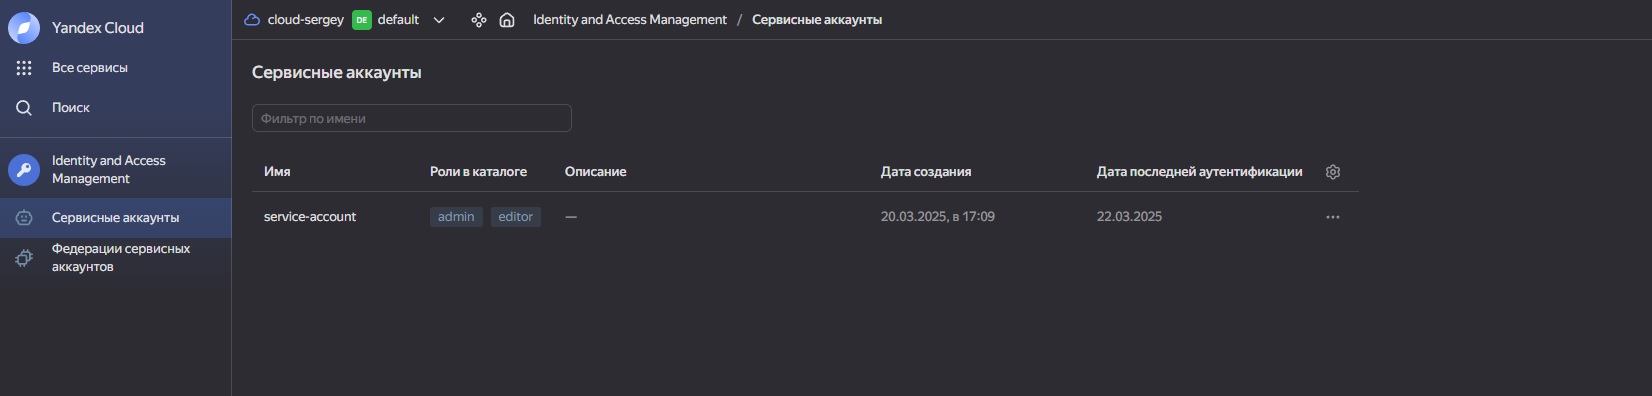 Yandex Cloud
Все сервисы
Поиск
Identity and Access
Management
Сервисные аккаунты
Федерации сервисных
аккаунтов
cloud-sergey DE default Identity and Access Management / Сервисные аккаунты
Сервисные аккаунты
Фильтр по имени
Имя Роли в каталоге Описание Дата создания Дата последней аутентификации
service-account admin editor — 20.03.2025, в 17:09 22.03.2025